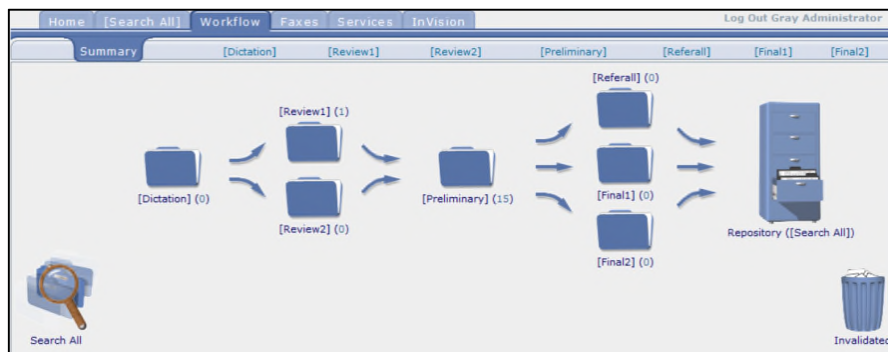 Home [Search All] Workflow Faxes Services InVision Log Out Gray Administrator
Summary [Dictation] [Review1] [Review2] [Preliminary] [Referall] [Final1] [Final2]
[Referall] (0)
[Review1] (1)
[Dictation] (0) [Preliminary] (15) [Final1] (0)
[Review2] (0) Repository ([Search All])
[Final2] (0)
Search All Invalidated